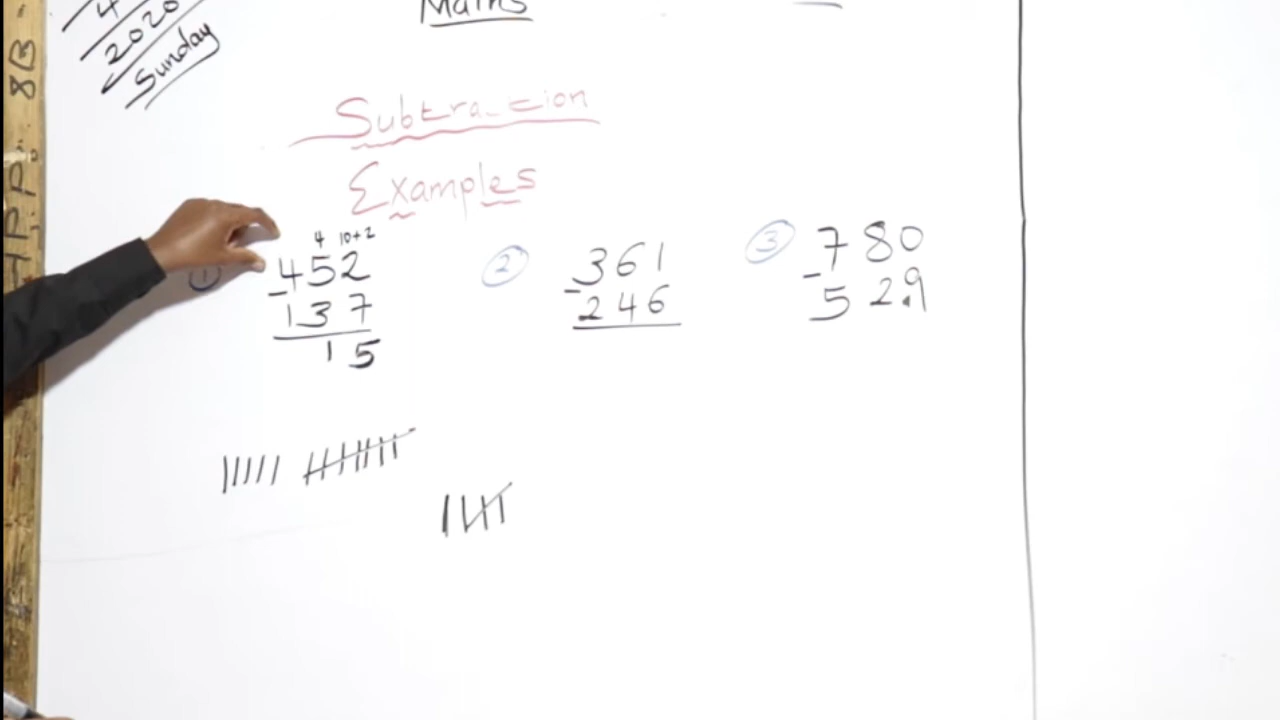 4
2020
Sunday
Maths
Subtraction
Examples
4 10+2
① 452
- 137
15
② 361
- 246
③ 780
- 529
8B